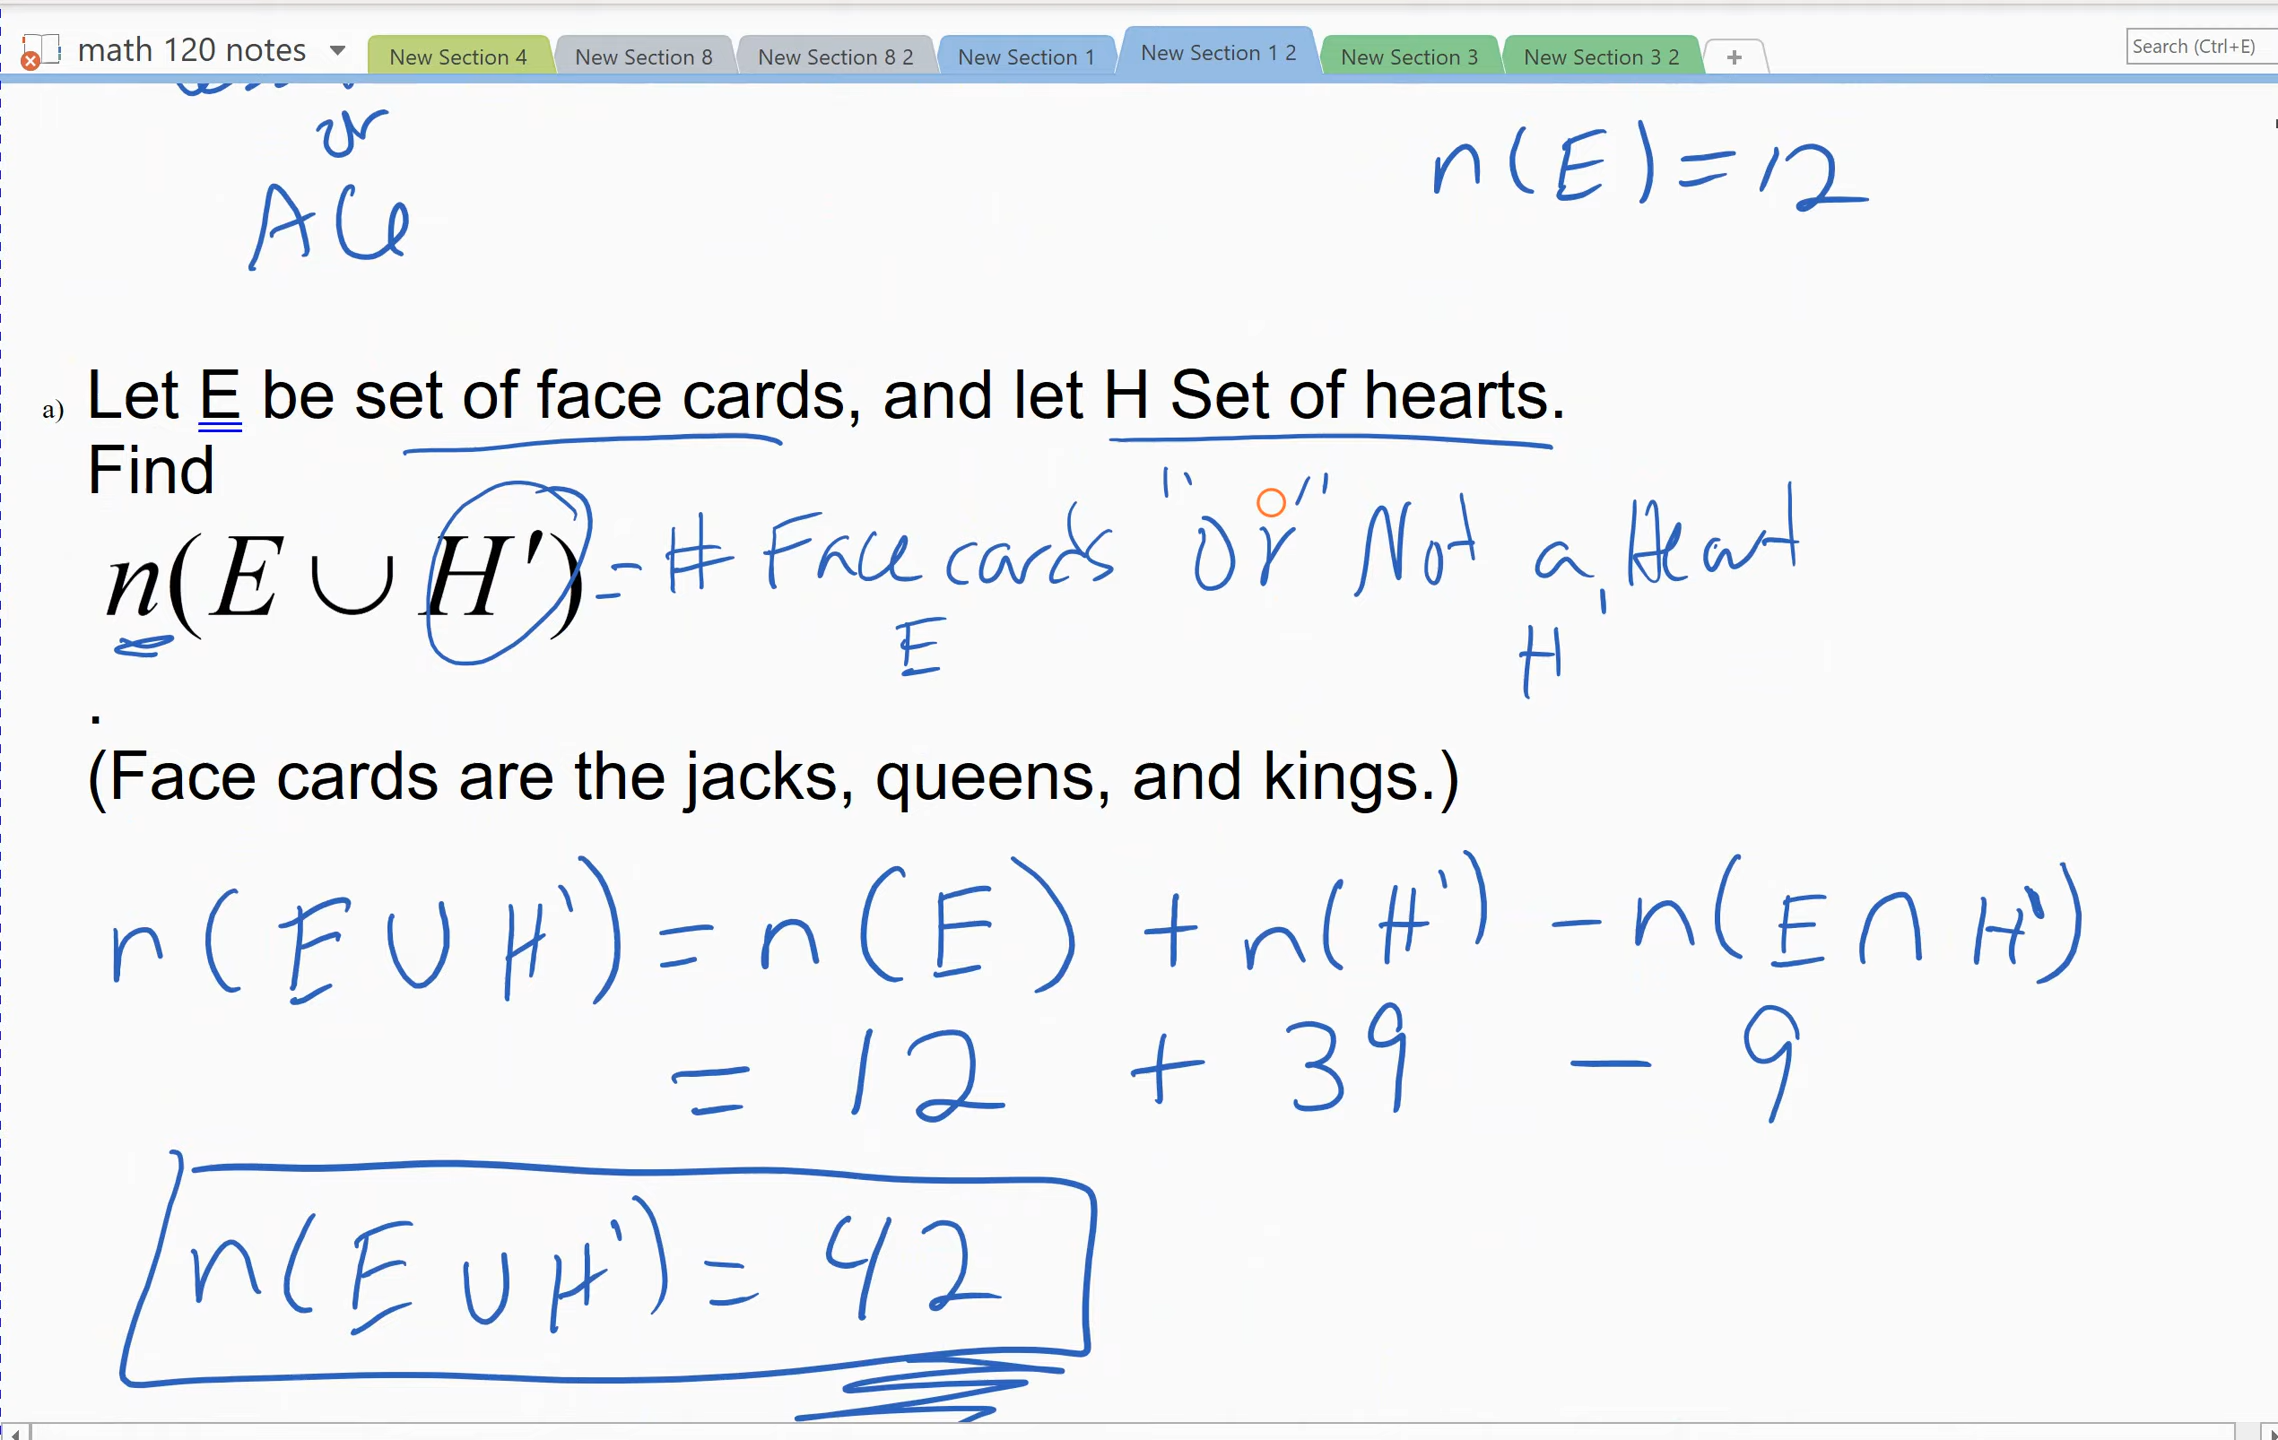 math 120 notes New Section 4 New Section 8 New Section 8 2 New Section 1 New Section 1 2 New Section 3 New Section 3 2 + Search (Ctrl+E)
or
n(E)=12
a) Let E be set of face cards, and let H Set of hearts.
Find
n(E ∪ H′) = # Face cards "Or" Not a Heart
E H'
.
(Face cards are the jacks, queens, and kings.)
n(E ∪ H') = n(E) + n(H') - n(E ∩ H')
= 12 + 39 - 9
n(E ∪ H') = 42